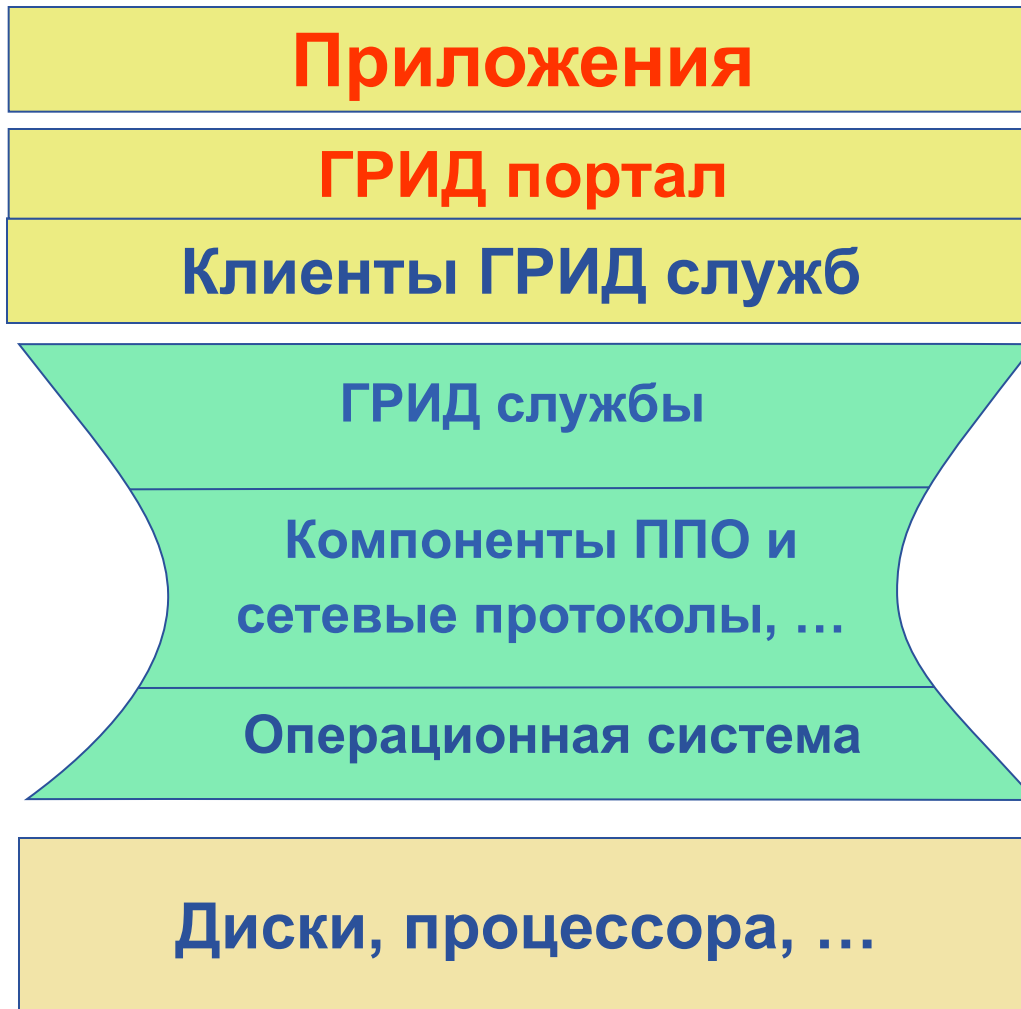 Приложения
ГРИД портал
Клиенты ГРИД служб
ГРИД службы
Компоненты ППО и
сетевые протоколы, …
Операционная система
Диски, процессора, …